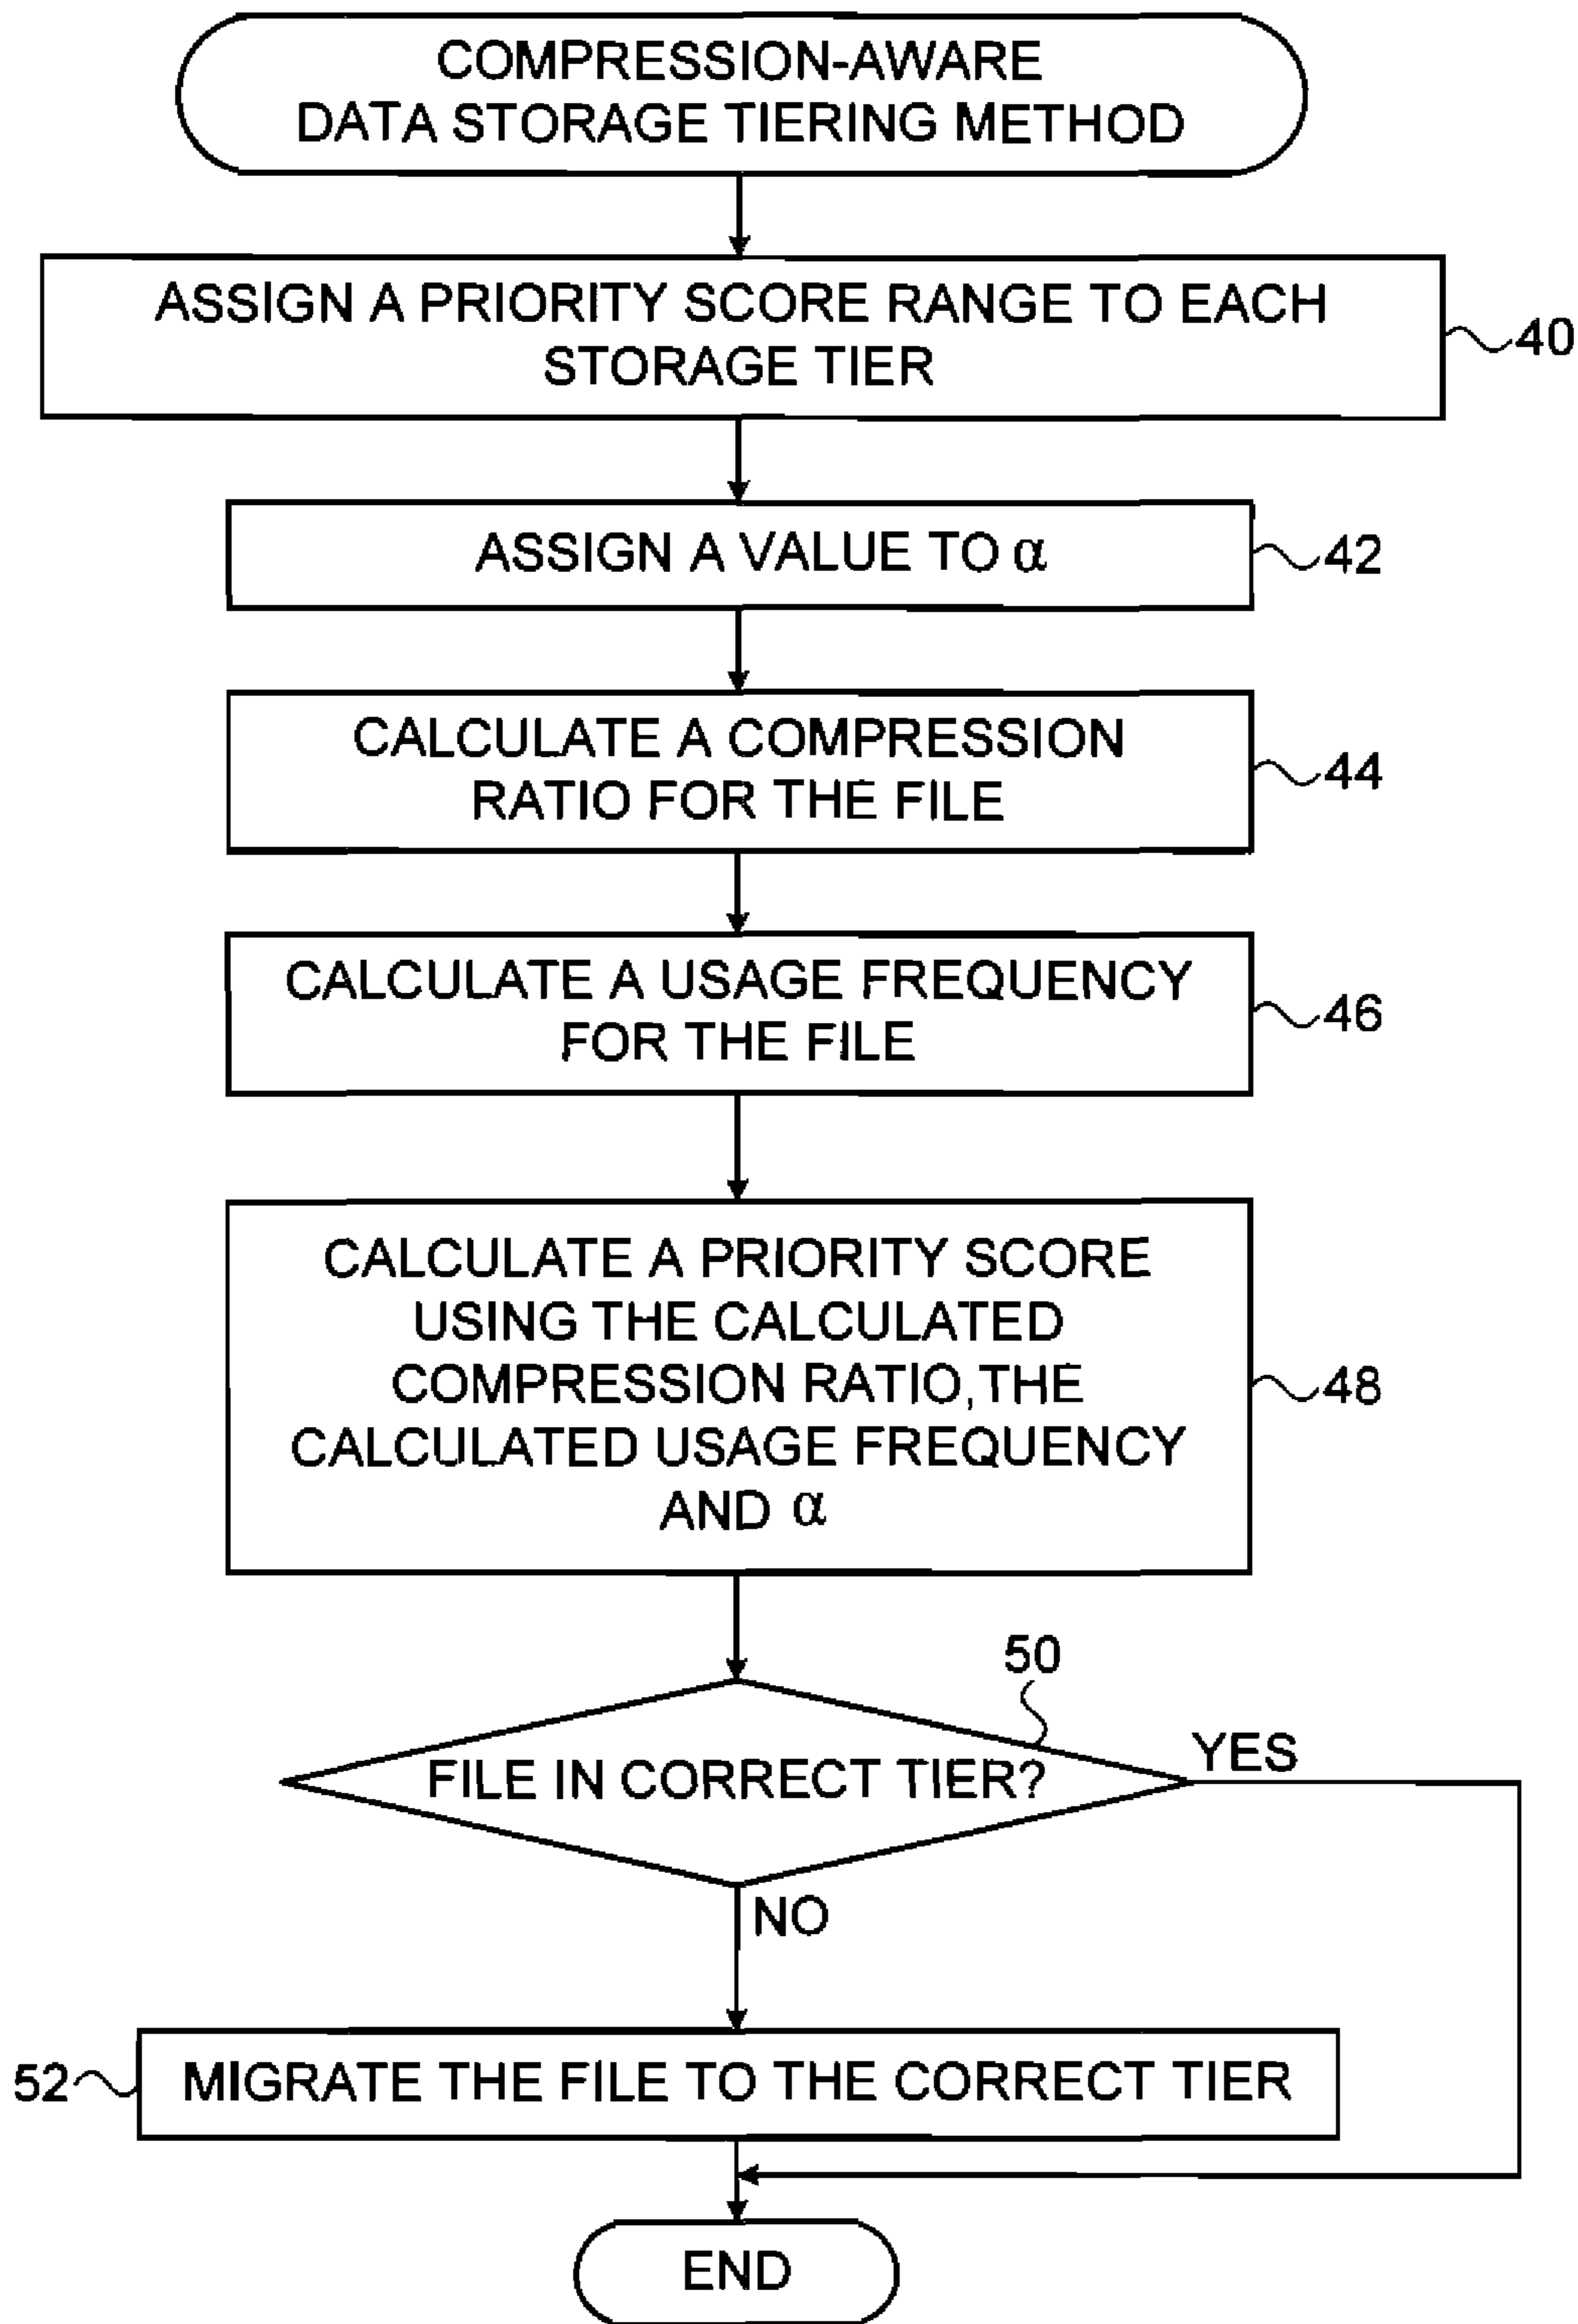 COMPRESSION-AWARE
DATA STORAGE TIERING METHOD
ASSIGN A PRIORITY SCORE RANGE TO EACH
STORAGE TIER
40
ASSIGN A VALUE TO α
42
CALCULATE A COMPRESSION
RATIO FOR THE FILE
44
CALCULATE A USAGE FREQUENCY
FOR THE FILE
46
CALCULATE A PRIORITY SCORE
USING THE CALCULATED
COMPRESSION RATIO, THE
CALCULATED USAGE FREQUENCY
AND α
48
50
FILE IN CORRECT TIER?
YES
NO
52
MIGRATE THE FILE TO THE CORRECT TIER
END